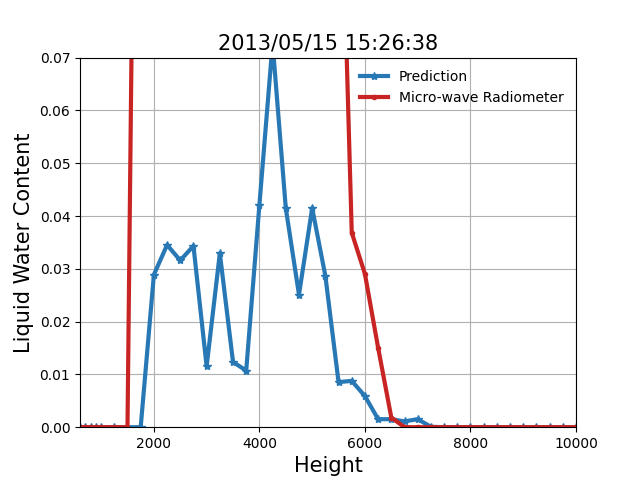 2013/05/15 15:26:38
0.07
0.06
0.05
0.04
0.03
0.02
0.01
0.00
Liquid Water Content
Prediction
Micro-wave Radiometer
2000 4000 6000 8000 10000
Height